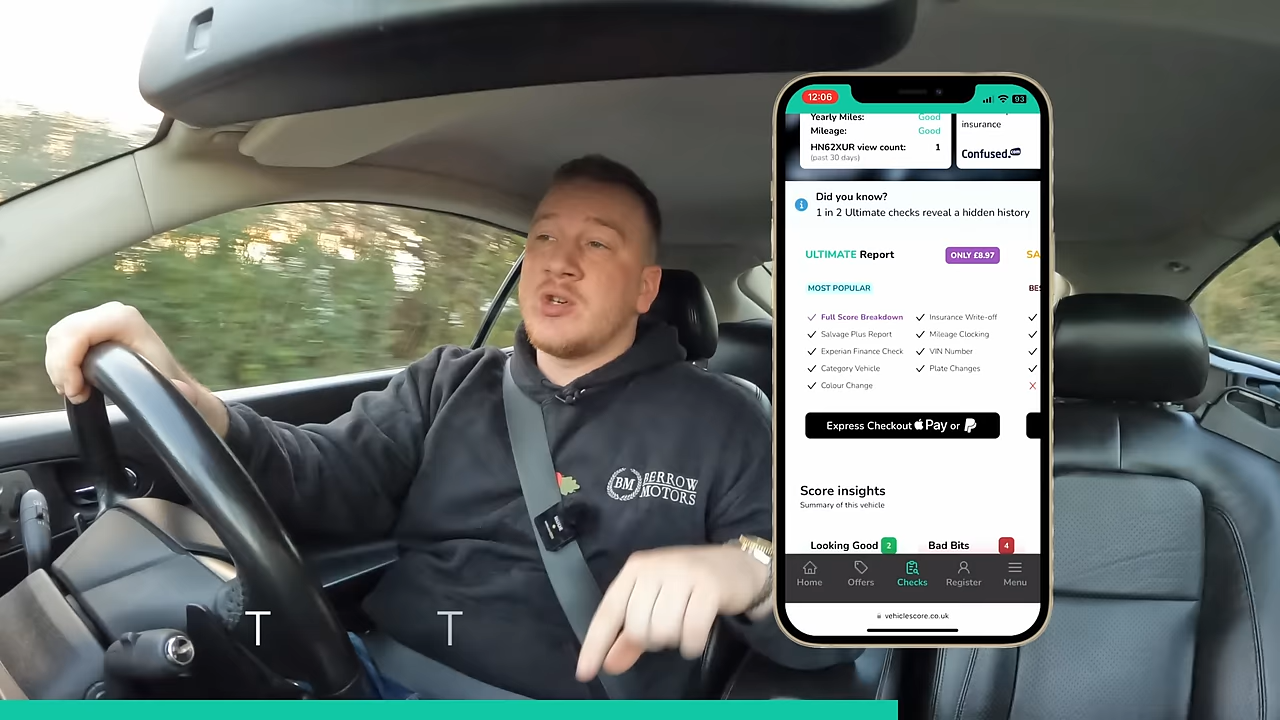 12:06
93
Yearly Miles: Good
Mileage: Good
HN62XUR view count: 1
(past 30 days)
insurance
Confused.com
Did you know?
1 in 2 Ultimate checks reveal a hidden history
ULTIMATE Report
ONLY £8.97
SA
MOST POPULAR
BES
Full Score Breakdown
Insurance Write-off
Salvage Plus Report
Mileage Clocking
Experian Finance Check
VIN Number
Category Vehicle
Plate Changes
Colour Change
Express Checkout Pay or
Score insights
Summary of this vehicle
Looking Good 2
Bad Bits 4
Home
Offers
Checks
Register
Menu
vehiclescore.co.uk
BM
BERROW
MOTORS
T T